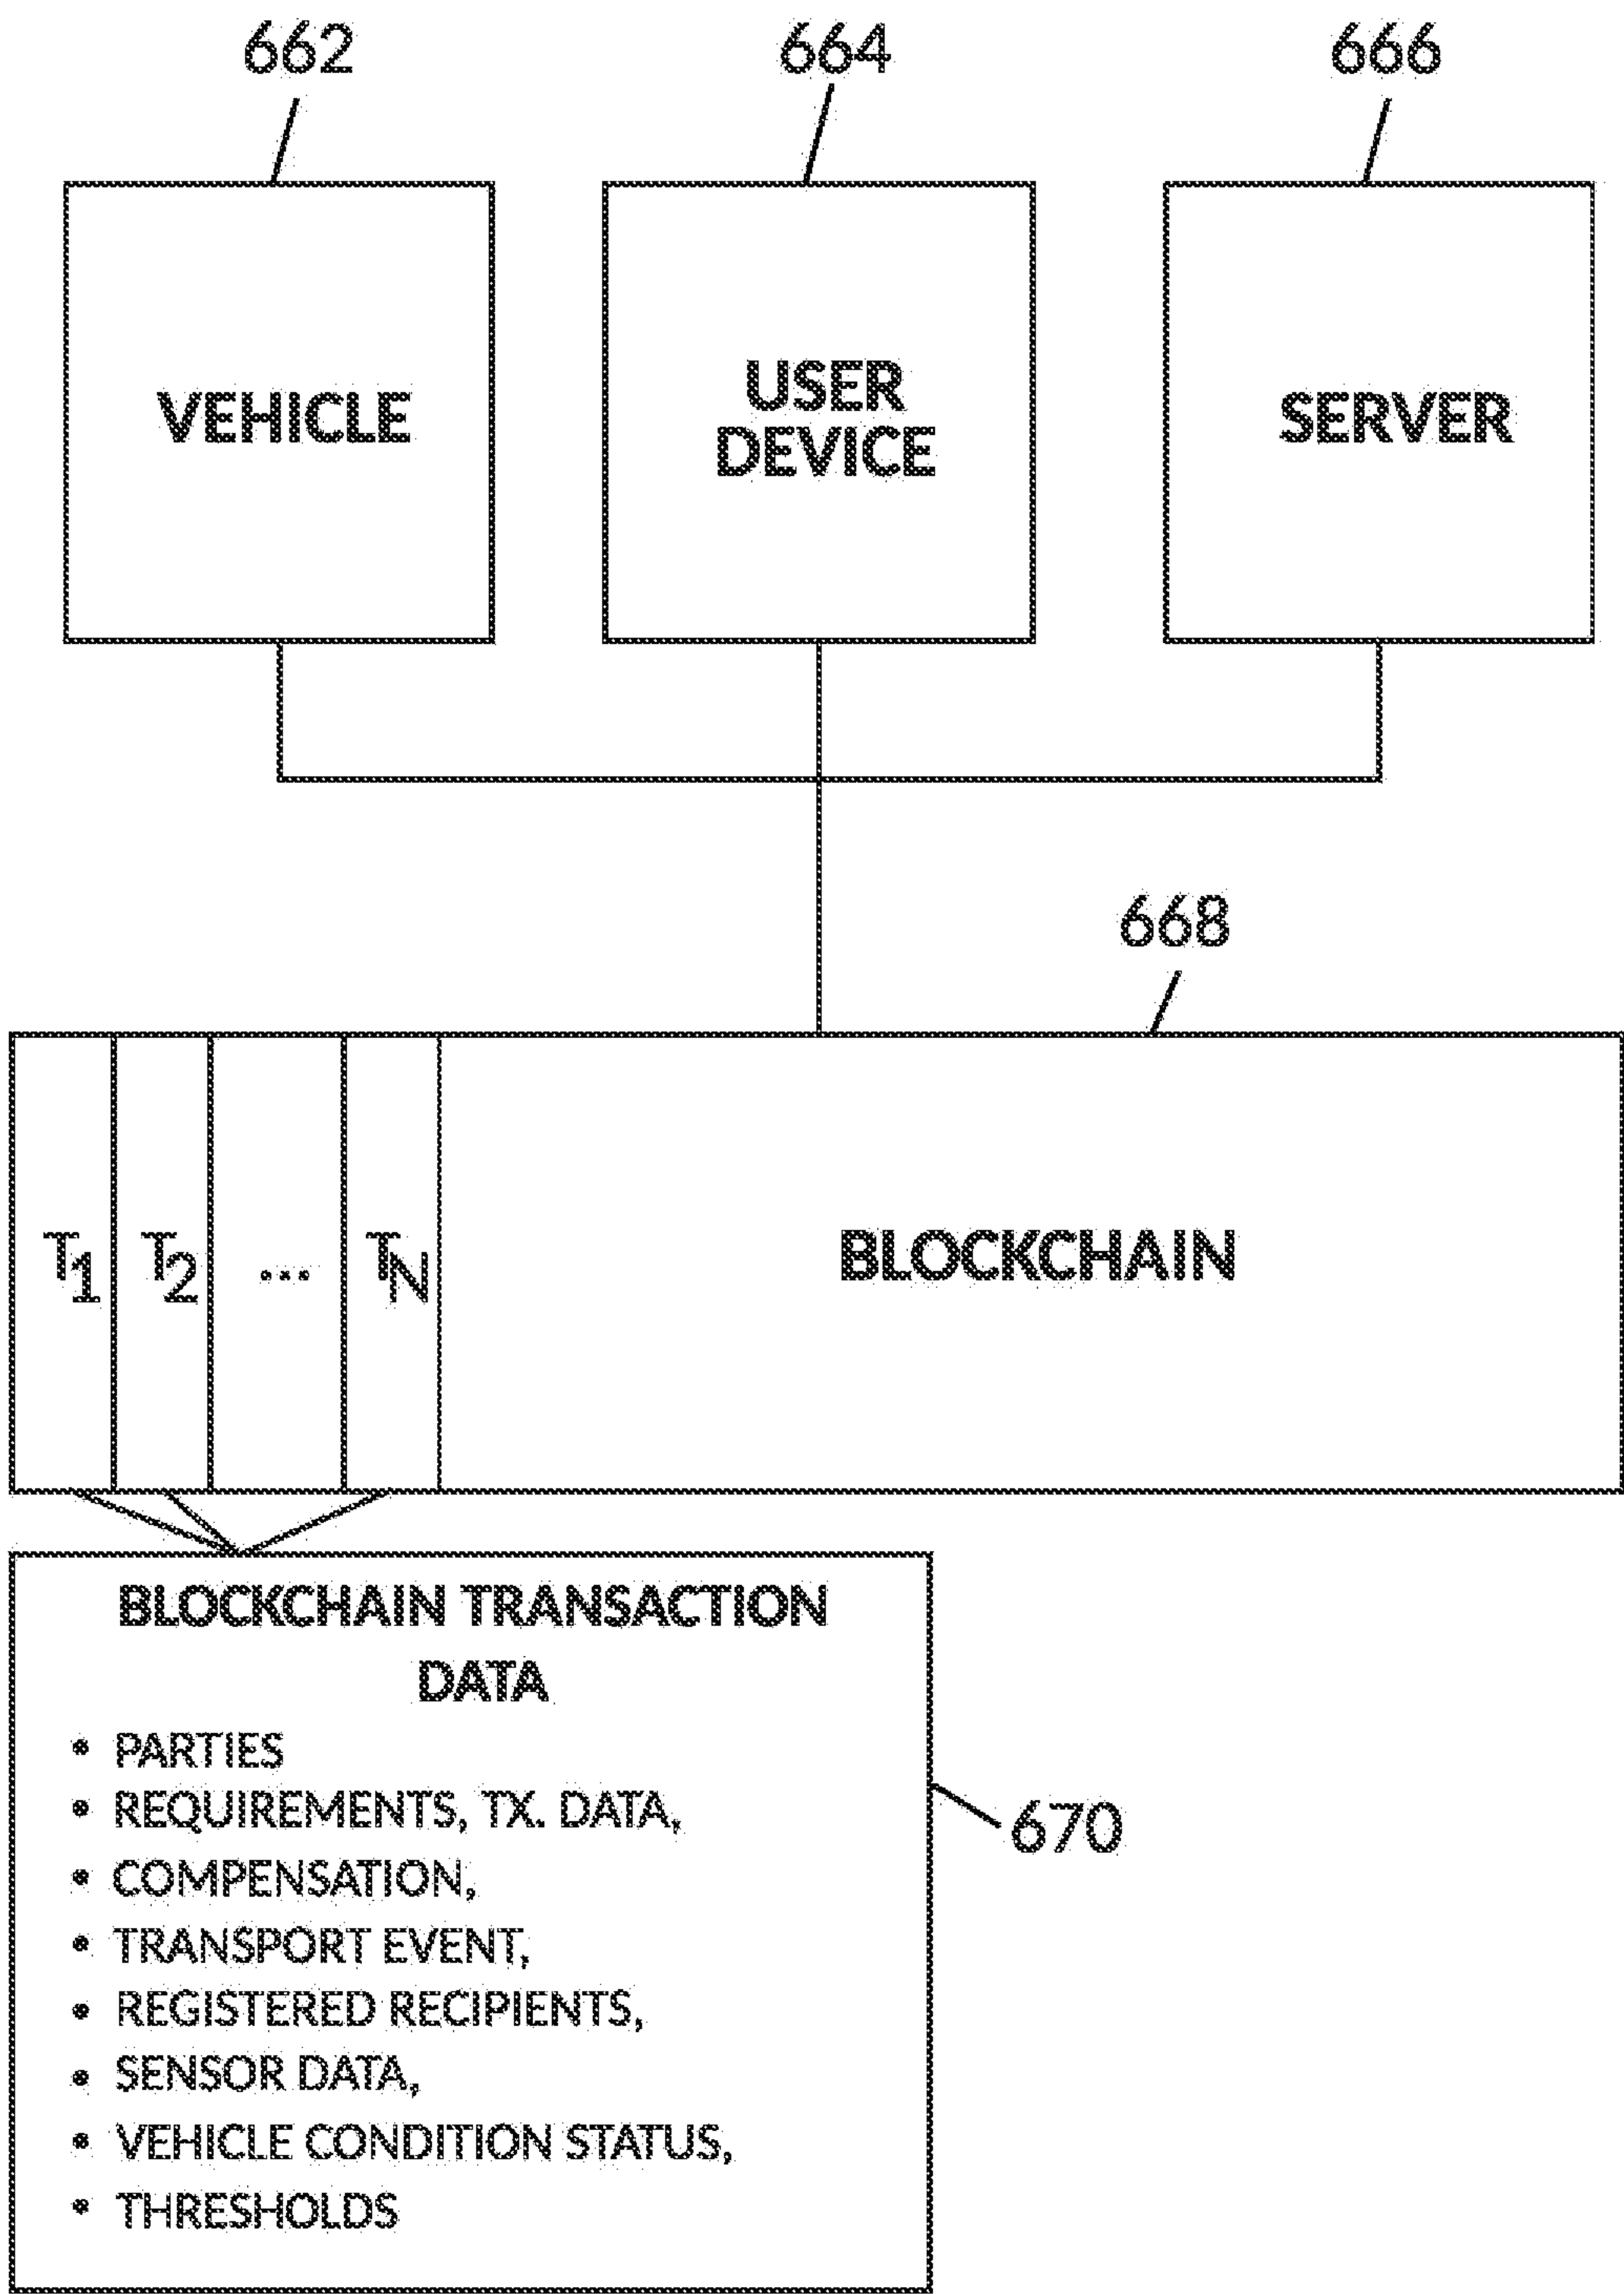 662
664
666
VEHICLE
USER
DEVICE
SERVER
668
T1
T2
...
TN
BLOCKCHAIN
BLOCKCHAIN TRANSACTION
DATA
• PARTIES
• REQUIREMENTS, TX. DATA,
• COMPENSATION,
• TRANSPORT EVENT,
• REGISTERED RECIPIENTS,
• SENSOR DATA,
• VEHICLE CONDITION STATUS,
• THRESHOLDS
670